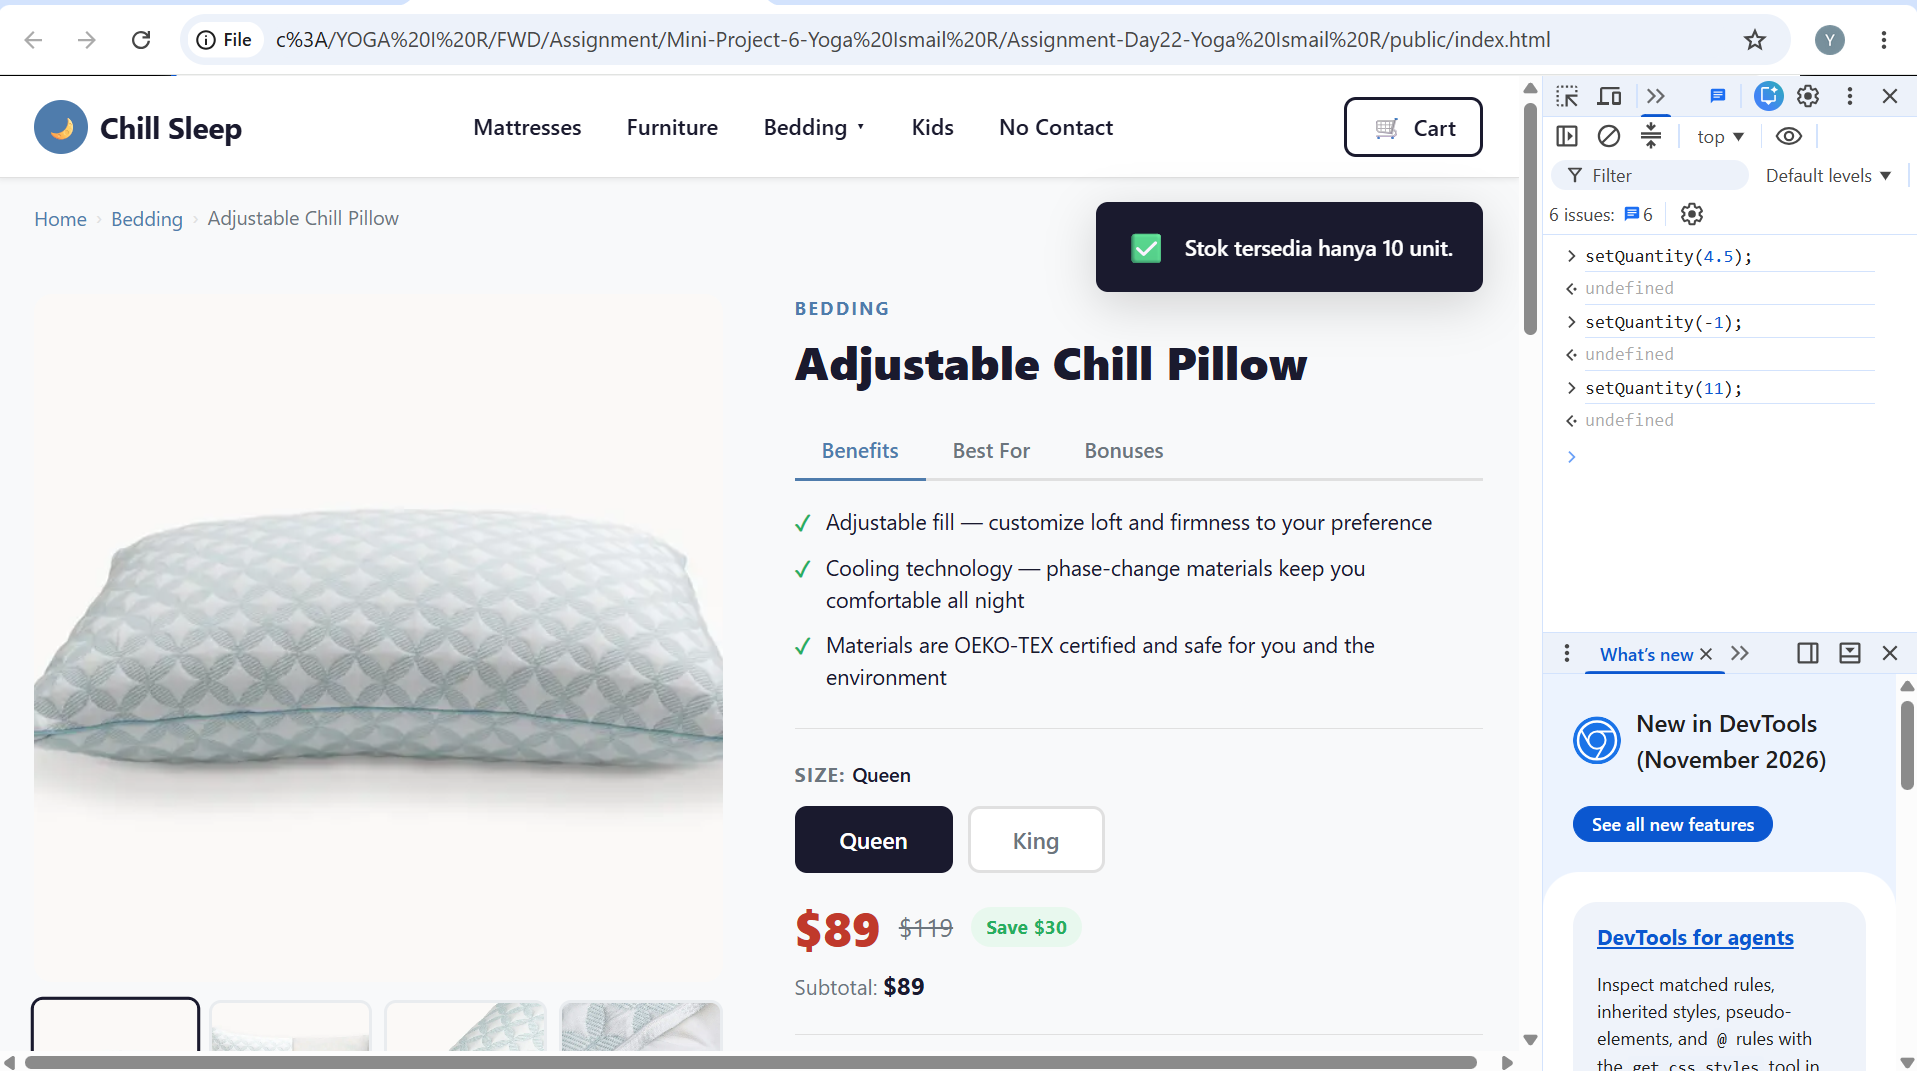 File
c%3A/YOGA%20I%20R/FWD/Assignment/Mini-Project-6-Yoga%20Ismail%20R/Assignment-Day22-Yoga%20Ismail%20R/public/index.html
Y
Chill Sleep
Mattresses
Furniture
Bedding
Kids
No Contact
Cart
Home › Bedding › Adjustable Chill Pillow
Stok tersedia hanya 10 unit.
BEDDING
Adjustable Chill Pillow
Benefits
Best For
Bonuses
✓ Adjustable fill — customize loft and firmness to your preference
✓ Cooling technology — phase-change materials keep you
comfortable all night
✓ Materials are OEKO-TEX certified and safe for you and the
environment
SIZE: Queen
Queen
King
$89 $119 Save $30
Subtotal: $89
top
Filter
Default levels
6 issues: 6
setQuantity(4.5);
undefined
setQuantity(-1);
undefined
setQuantity(11);
undefined
What's new
New in DevTools
(November 2026)
See all new features
DevTools for agents
Inspect matched rules,
inherited styles, pseudo-
elements, and @ rules with
the get_css_styles tool in